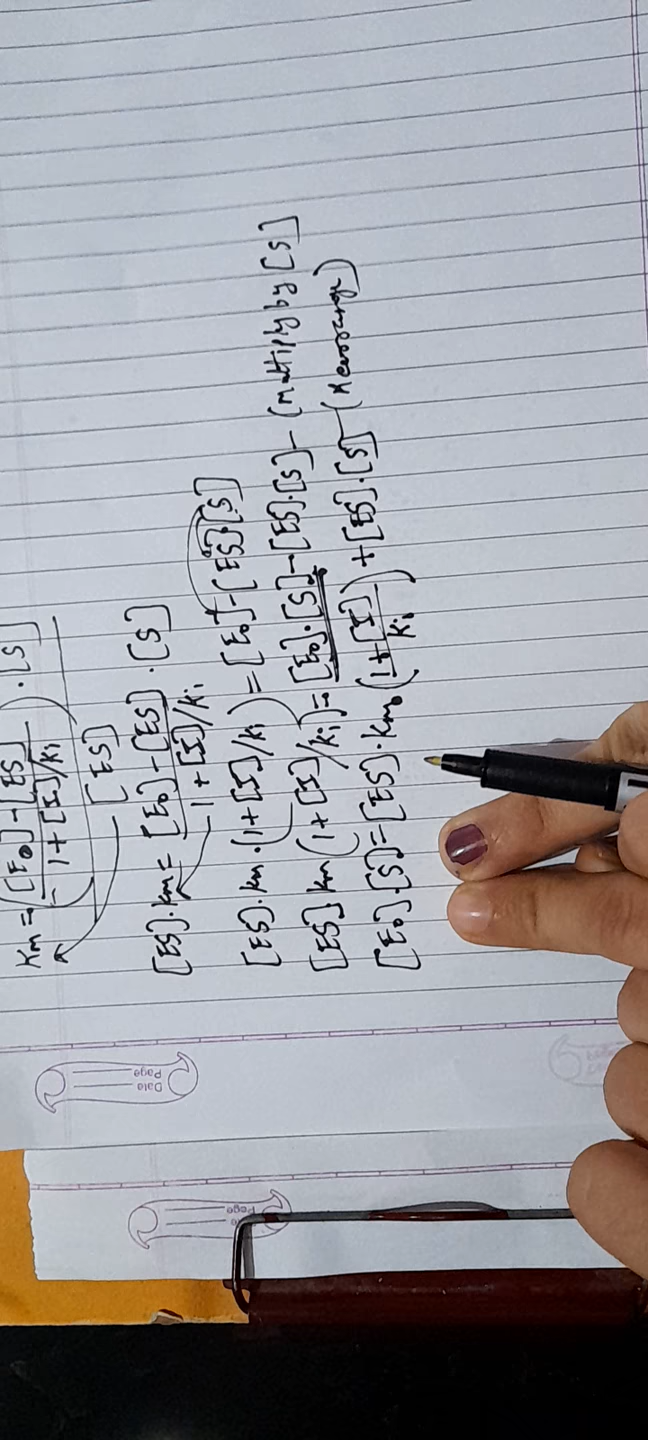 Km = ([E₀] - [ES] / 1 + [I]/Ki) · [S] / [ES]
[ES] · Km = [E₀] - [ES] / 1 + [I]/Ki · [S]
[ES] · Km · (1 + [I]/Ki) = [E₀] - [ES] · [S]
[ES] Km (1 + [I]/Ki) = [E₀] · [S] - [ES] · [S] - (Multiply by [S]
[E₀] · [S] = [ES] · Km · (1 + [I] / Ki) + [ES] · [S] - (Rearrange)
Date
Page
Page